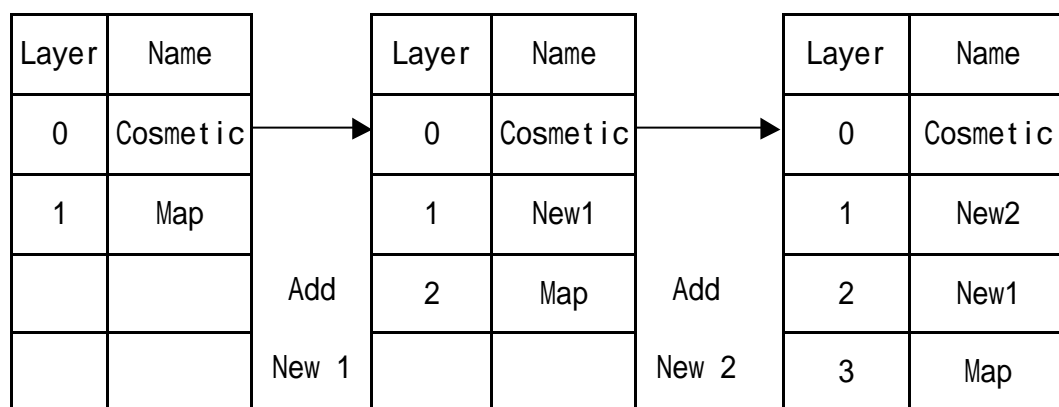 Layer Name Layer Name Layer Name
0 Cosmetic 0 Cosmetic 0 Cosmetic
1 Map 1 New1 1 New2
Add 2 Map Add 2 New1
New 1 New 2 3 Map